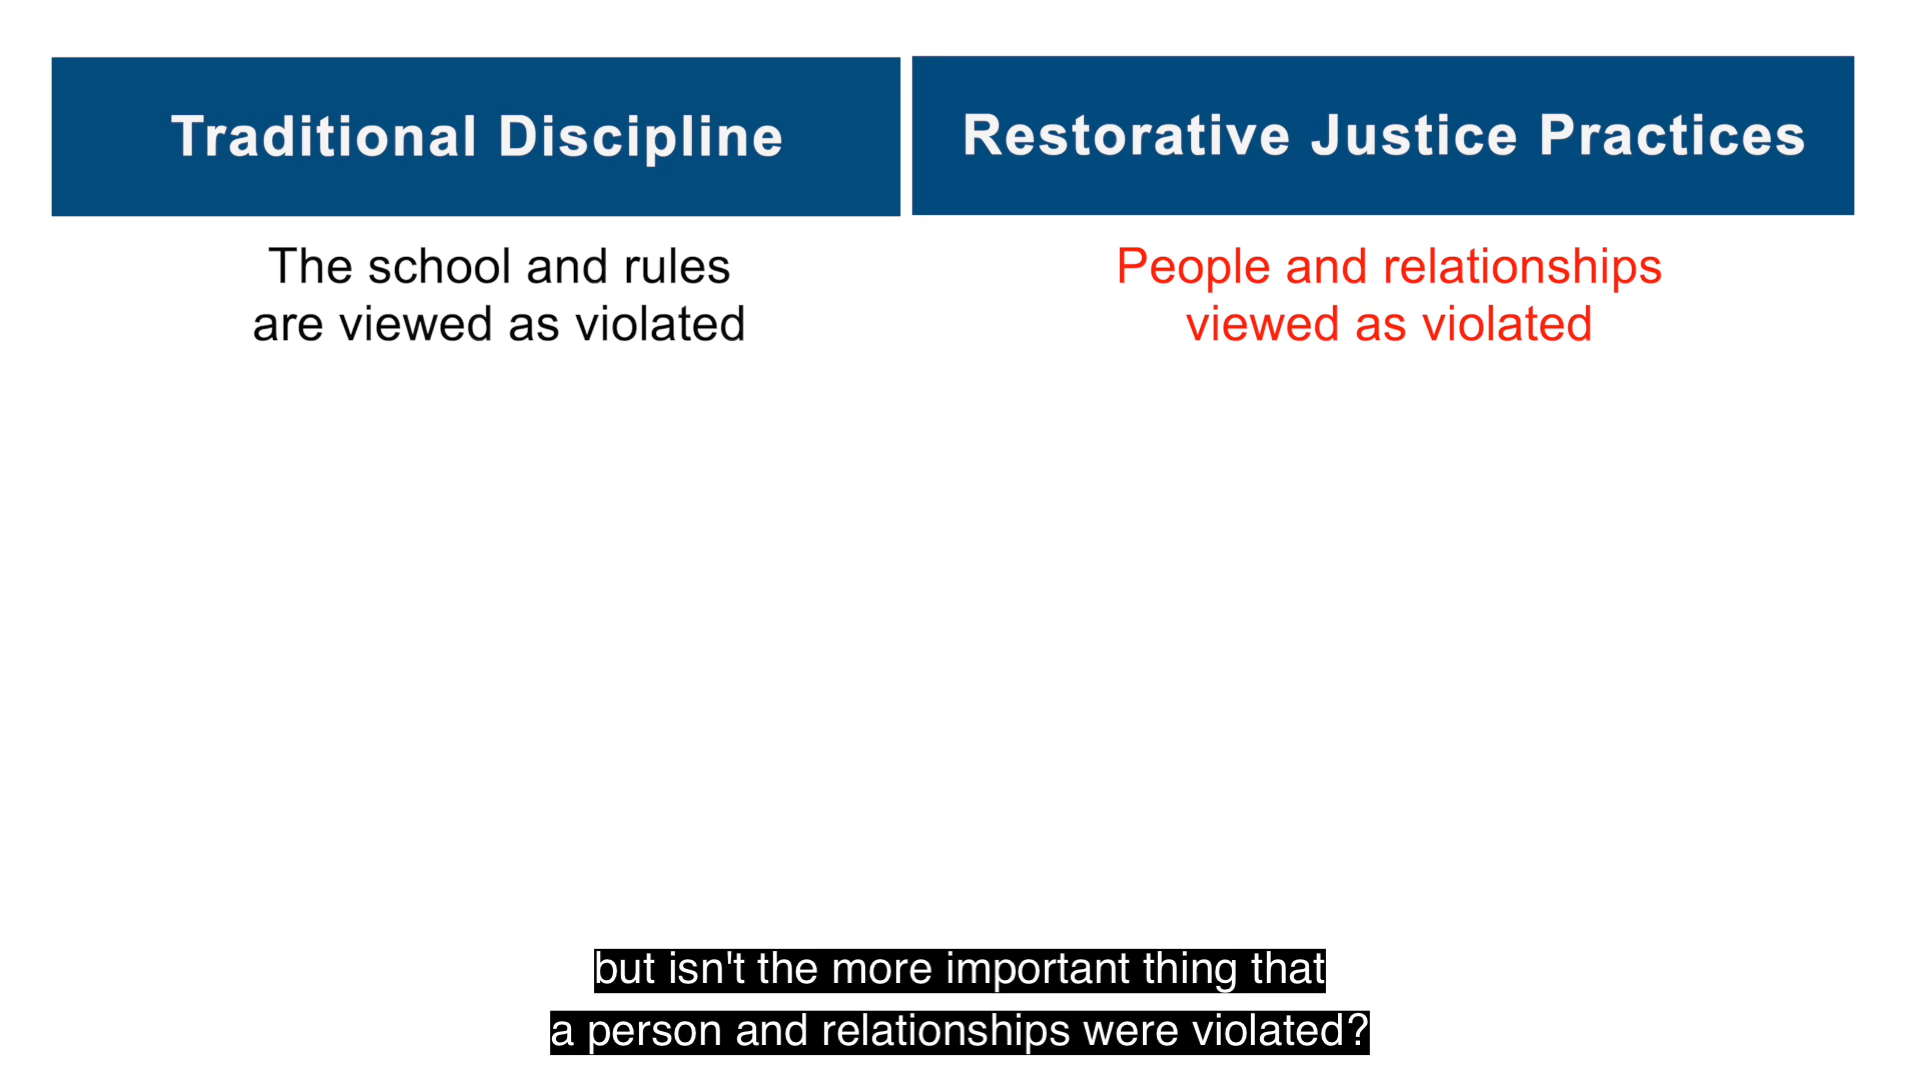 Traditional Discipline
Restorative Justice Practices
The school and rules
are viewed as violated
People and relationships
viewed as violated
but isn't the more important thing that
a person and relationships were violated?